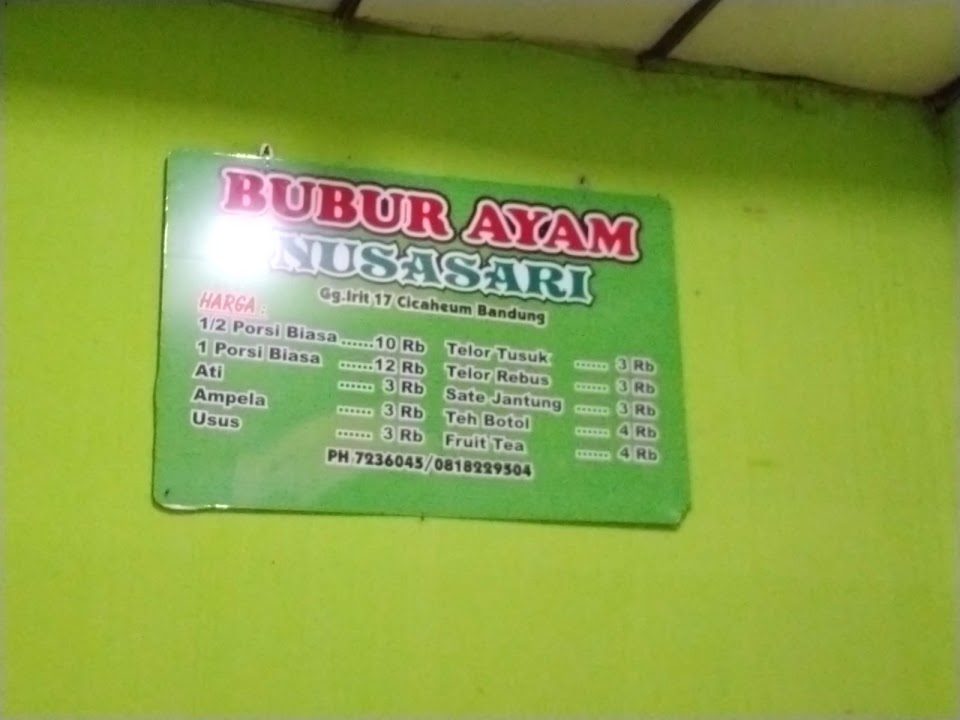 BUBUR AYAM
NUSASARI
Gg.Irit 17 Cicaheum Bandung
HARGA :
1/2 Porsi Biasa ......10 Rb
1 Porsi Biasa ......12 Rb
Ati ...... 3 Rb
Ampela ...... 3 Rb
Usus ...... 3 Rb
Telor Tusuk ...... 3 Rb
Telor Rebus ...... 3 Rb
Sate Jantung ...... 3 Rb
Teh Botol ...... 4 Rb
Fruit Tea ...... 4 Rb
PH 7236045/0818229504